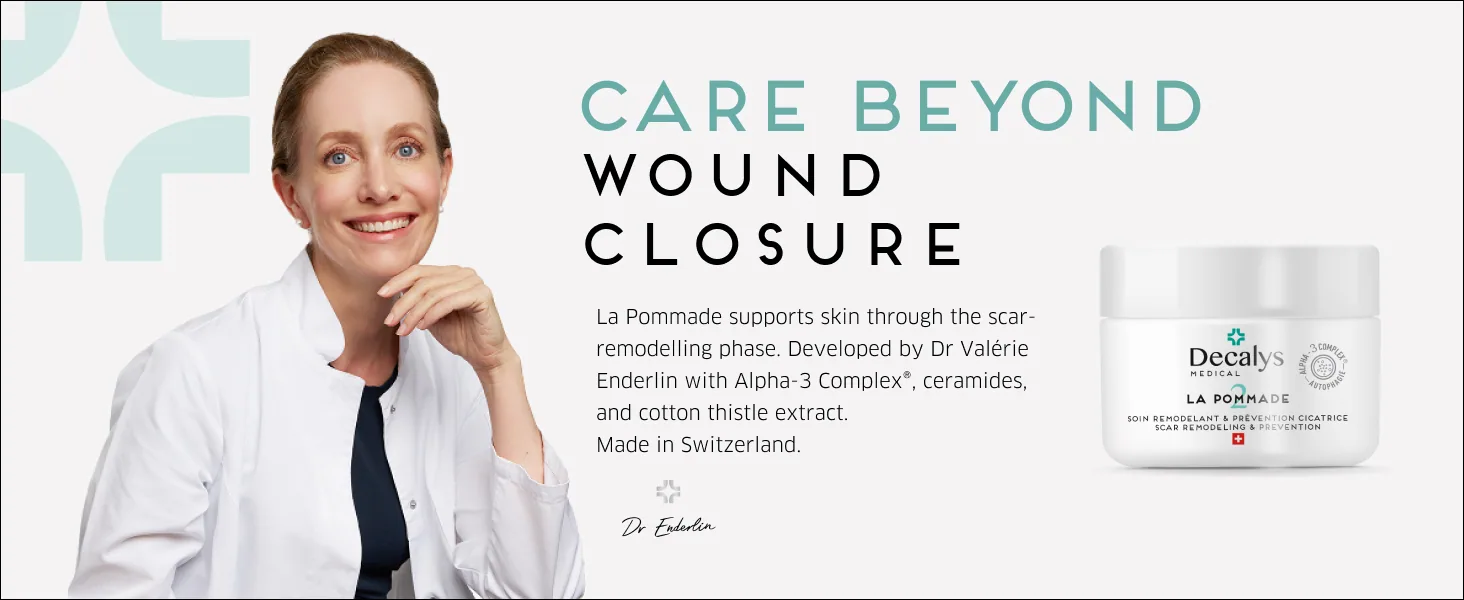 CARE BEYOND
WOUND
CLOSURE
La Pommade supports skin through the scar-
remodelling phase. Developed by Dr Valérie
Enderlin with Alpha-3 Complex®, ceramides,
and cotton thistle extract.
Made in Switzerland.
Dr Enderlin
Decalys
MEDICAL
ALPHA-3 COMPLEX®
AUTOPHAGIE
2
LA POMMADE
SOIN REMODELANT & PRÉVENTION CICATRICE
SCAR REMODELING & PREVENTION